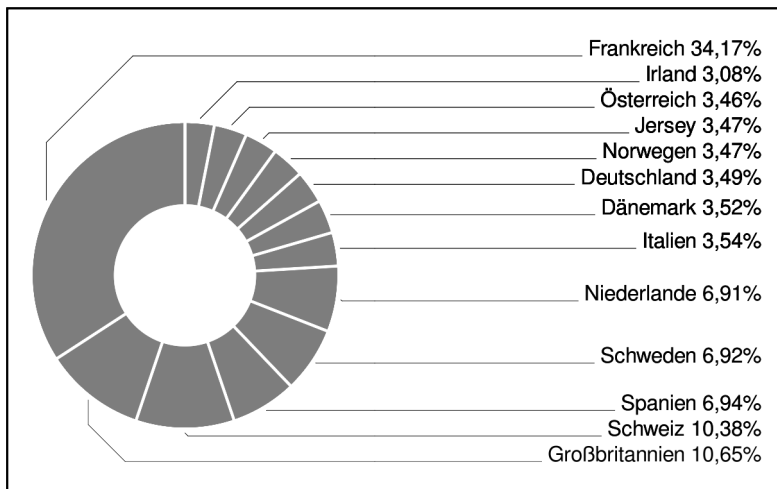 Frankreich 34,17%
Irland 3,08%
Österreich 3,46%
Jersey 3,47%
Norwegen 3,47%
Deutschland 3,49%
Dänemark 3,52%
Italien 3,54%
Niederlande 6,91%
Schweden 6,92%
Spanien 6,94%
Schweiz 10,38%
Großbritannien 10,65%